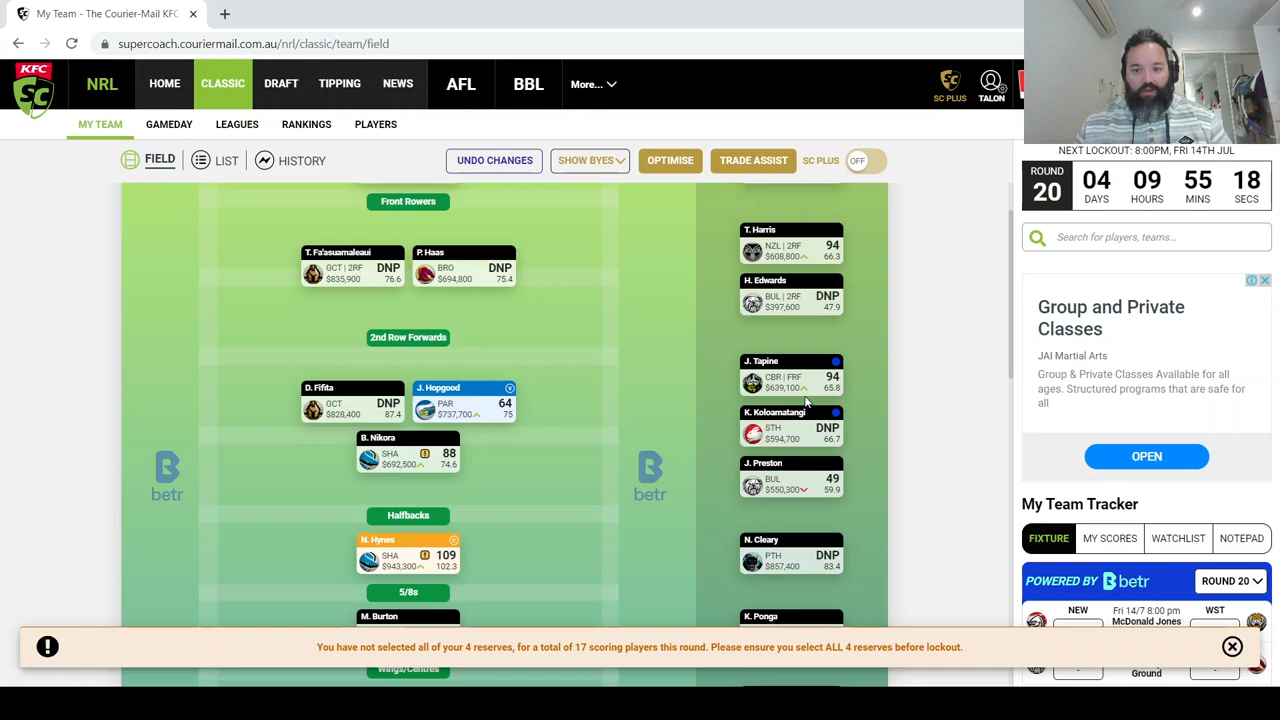 My Team - The Courier-Mail KFC
supercoach.couriermail.com.au/nrl/classic/team/field
KFC
SC
NRL
HOME
CLASSIC
DRAFT
TIPPING
NEWS
AFL
BBL
More...
SC PLUS
TALON
MY TEAM
GAMEDAY
LEAGUES
RANKINGS
PLAYERS
FIELD
LIST
HISTORY
UNDO CHANGES
SHOW BYES
OPTIMISE
TRADE ASSIST
SC PLUS
OFF
NEXT LOCKOUT: 8:00PM, FRI 14TH JUL
ROUND
20
04
DAYS
09
HOURS
55
MINS
18
SECS
Search for players, teams...
Front Rowers
T. Fa'asuamaleaui
GCT | 2RF DNP
$835,900 76.6
P. Haas
BRO DNP
$694,800 75.4
T. Harris
NZL | 2RF 94
$608,800 66.3
H. Edwards
BUL | 2RF DNP
$397,600 47.9
2nd Row Forwards
D. Fifita
GCT DNP
$828,400 87.4
J. Hopgood V
PAR 64
$737,700 75
B. Nikora
SHA 88
$692,500 74.6
J. Tapine
CBR | FRF 94
$639,100 65.8
K. Koloamatangi
STH DNP
$594,700 66.7
J. Preston
BUL 49
$550,300 59.9
Halfbacks
N. Hynes C
SHA 109
$943,300 102.3
N. Cleary
PTH DNP
$857,400 83.4
5/8s
M. Burton
K. Ponga
Wings/Centres
betr
betr
You have not selected all of your 4 reserves, for a total of 17 scoring players this round. Please ensure you select ALL 4 reserves before lockout.
Group and Private
Classes
JAI Martial Arts
Group & Private Classes Available for
all ages. Structured programs that are safe for
all
OPEN
My Team Tracker
FIXTURE
MY SCORES
WATCHLIST
NOTEPAD
POWERED BY betr
ROUND 20
NEW
Fri 14/7 8:00 pm
WST
McDonald Jones
Ground